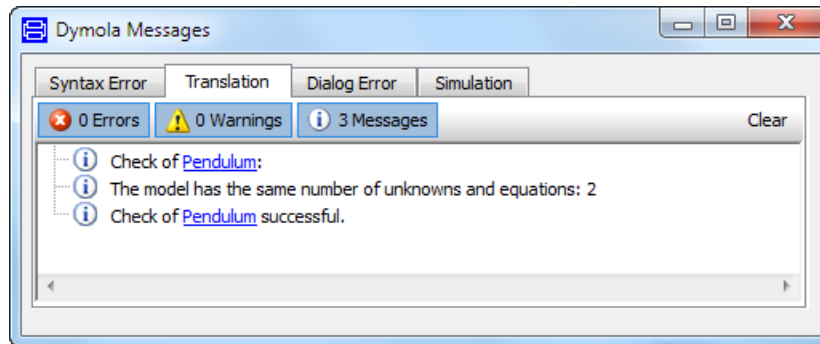 Dymola Messages
Syntax Error Translation Dialog Error Simulation
0 Errors 0 Warnings 3 Messages Clear
Check of Pendulum:
The model has the same number of unknowns and equations: 2
Check of Pendulum successful.